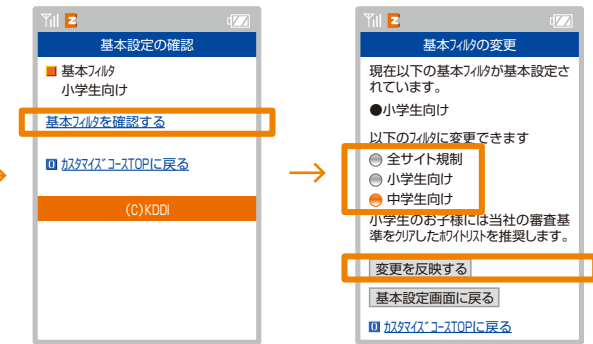 基本設定の確認
基本ﾌｨﾙﾀ
小学生向け
基本ﾌｨﾙﾀを確認する
0 ｶｽﾀﾏｲｽﾞｺｰｽTOPに戻る
(C)KDDI
基本ﾌｨﾙﾀの変更
現在以下の基本ﾌｨﾙﾀが基本設定さ
れています。
●小学生向け
以下のﾌｨﾙﾀに変更できます
全サイト規制
小学生向け
中学生向け
小学生のお子様には当社の審査基
準をｸﾘｱしたﾎﾜｲﾄﾘｽﾄを推奨します。
変更を反映する
基本設定画面に戻る
0 ｶｽﾀﾏｲｽﾞｺｰｽTOPに戻る